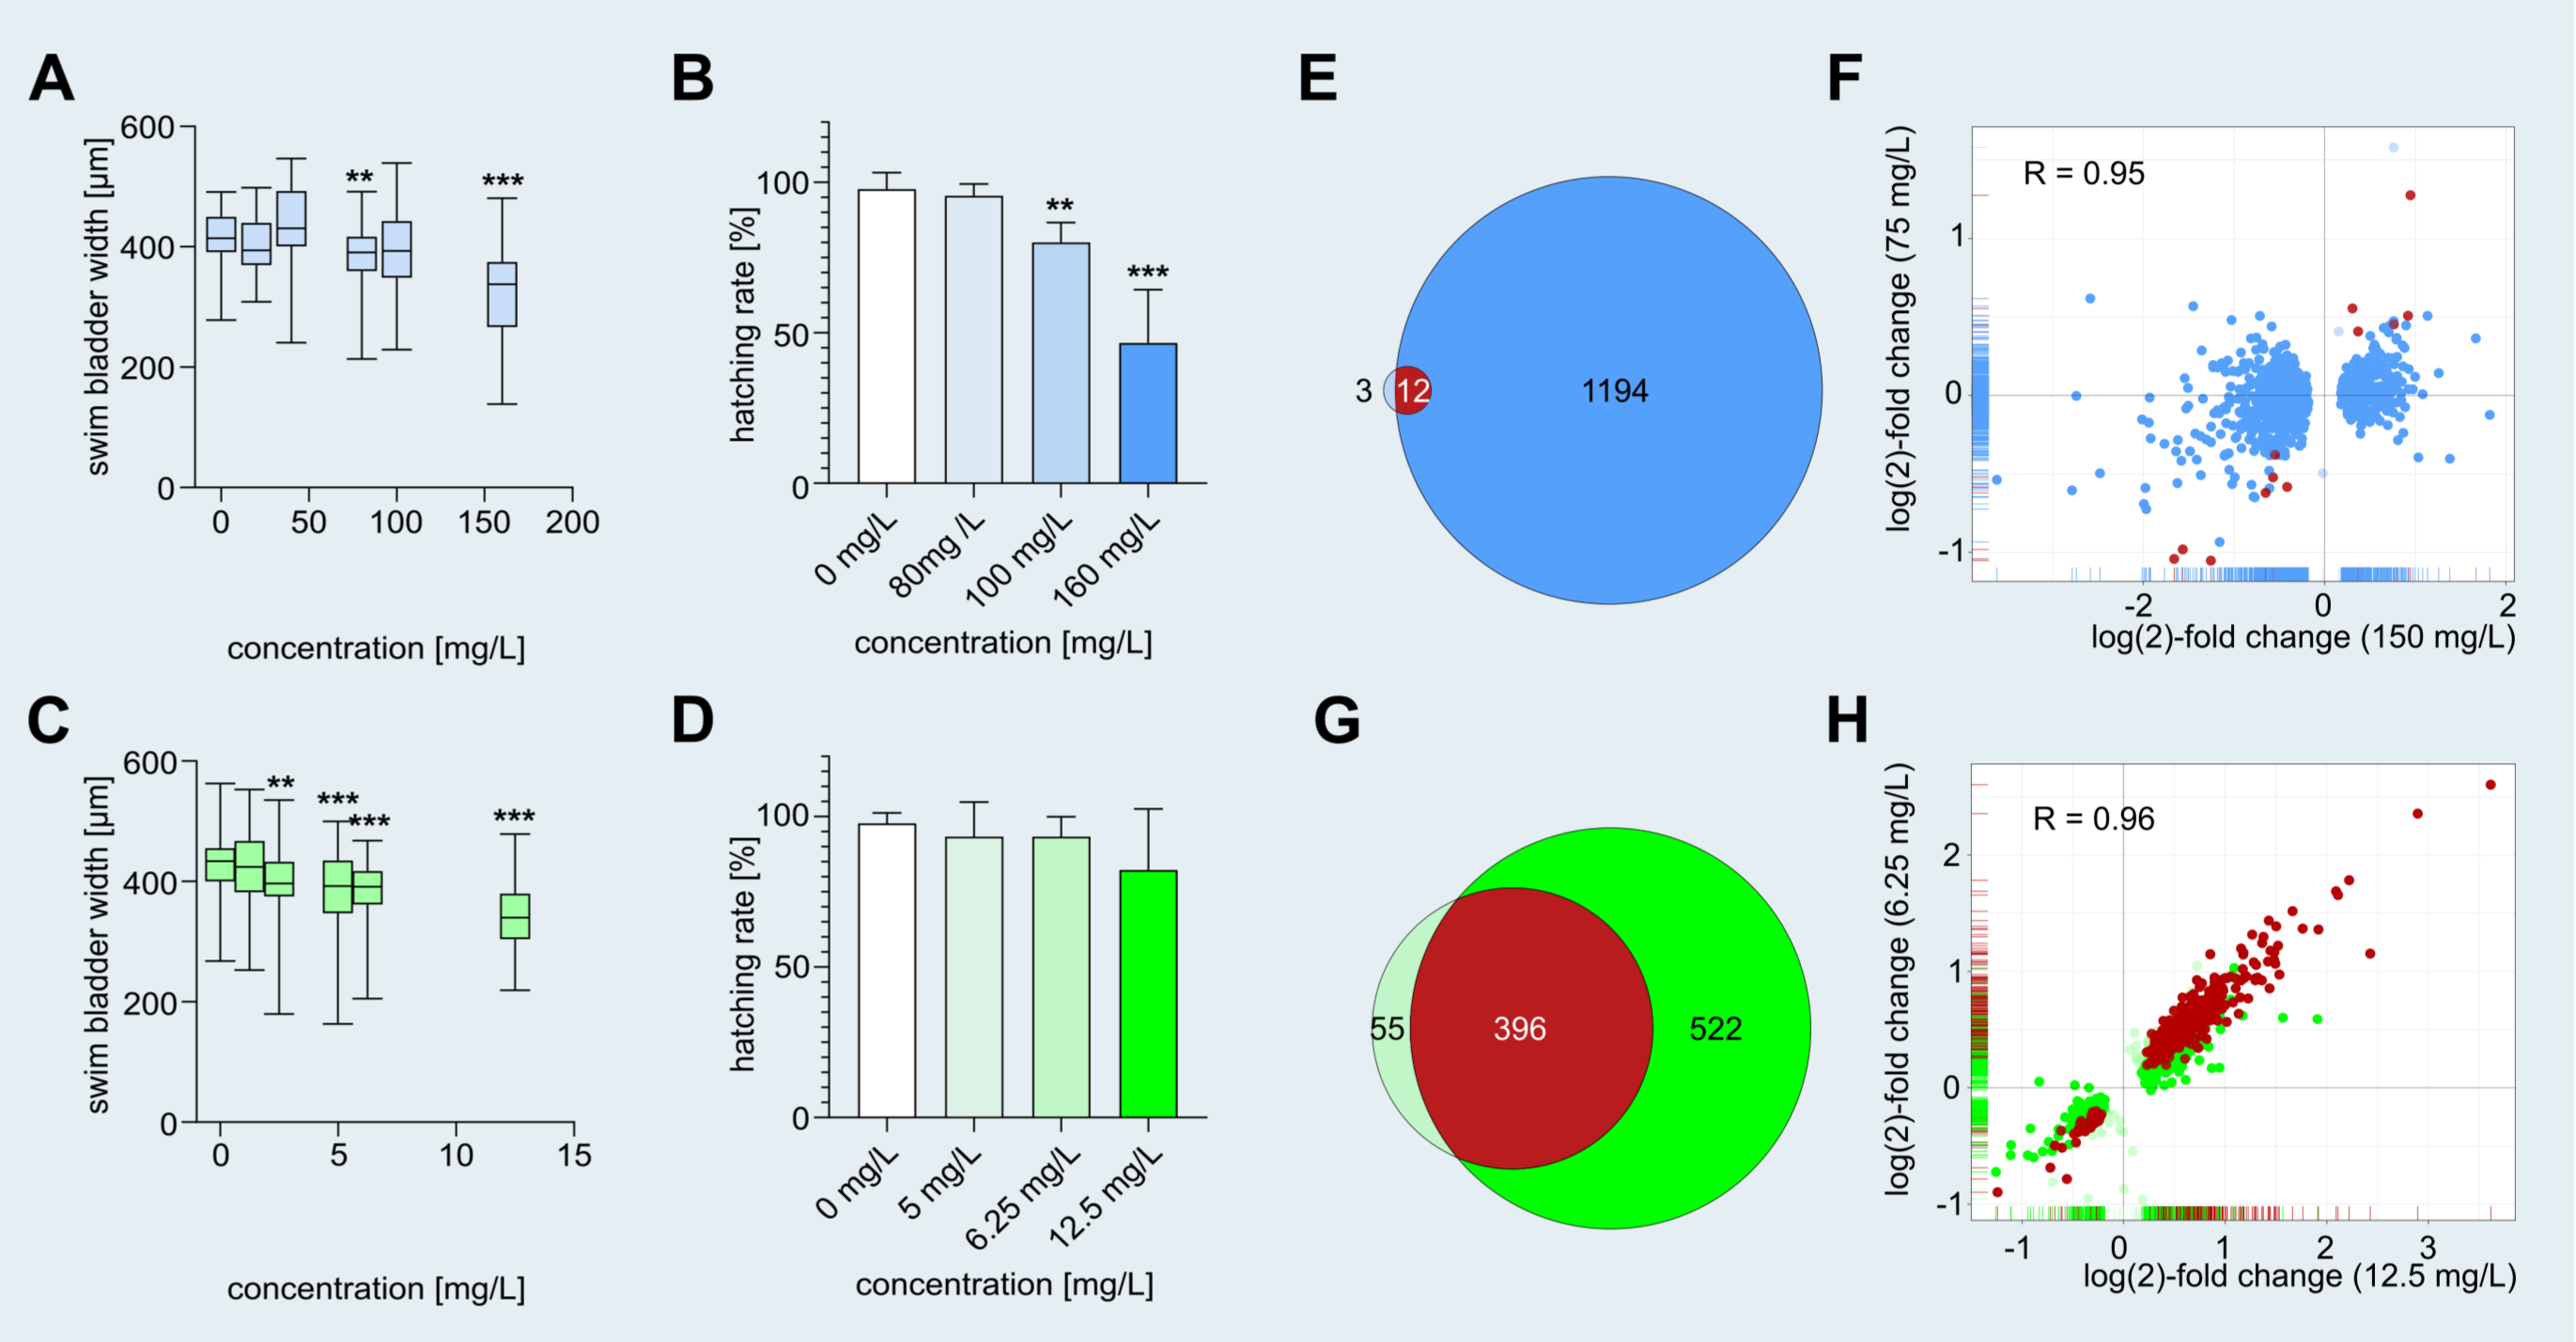 A
swim bladder width [µm]
600
400
200
0
** ***
0 50 100 150 200
concentration [mg/L]
B
hatching rate [%]
100
50
0
**
***
0 mg/L
80mg /L
100 mg/L
160 mg/L
concentration [mg/L]
E
3 12 1194
F
R = 0.95
log(2)-fold change (75 mg/L)
1
0
-1
-2 0 2
log(2)-fold change (150 mg/L)
C
swim bladder width [µm]
600
400
200
0
**
***
***
***
0 5 10 15
concentration [mg/L]
D
hatching rate [%]
100
50
0
0 mg/L
5 mg/L
6.25 mg/L
12.5 mg/L
concentration [mg/L]
G
55 396 522
H
R = 0.96
log(2)-fold change (6.25 mg/L)
2
1
0
-1
-1 0 1 2 3
log(2)-fold change (12.5 mg/L)